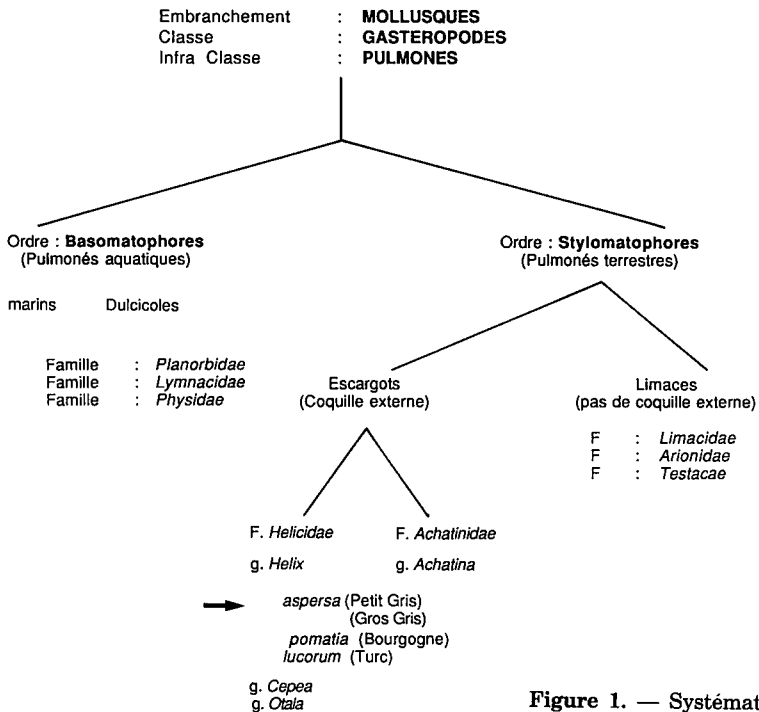 Embranchement : MOLLUSQUES
Classe : GASTEROPODES
Infra Classe : PULMONES
Ordre : Basomatophores
(Pulmonés aquatiques)
Ordre : Stylomatophores
(Pulmonés terrestres)
marins Dulcicoles
Famille : Planorbidae
Famille : Lymnacidae
Famille : Physidae
Escargots
(Coquille externe)
Limaces
(pas de coquille externe)
F : Limacidae
F : Arionidae
F : Testacae
F. Helicidae F. Achatinidae
g. Helix g. Achatina
aspersa (Petit Gris)
(Gros Gris)
pomatia (Bourgogne)
lucorum (Turc)
g. Cepea
g. Otala
Figure 1. — Systémat